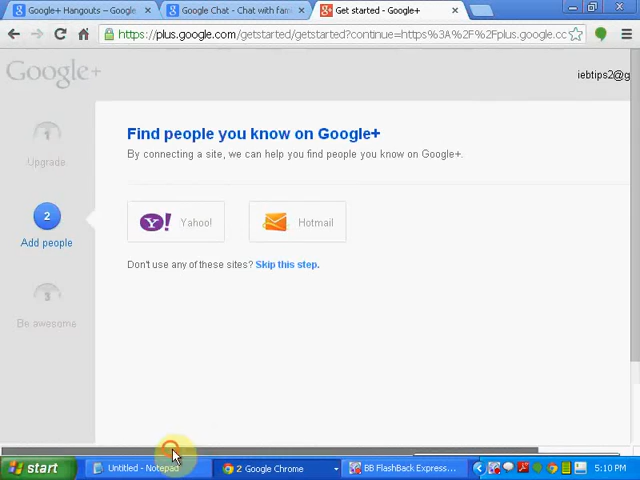 Google+ Hangouts – Google
Google Chat - Chat with fam
Get started - Google+
https://plus.google.com/getstarted/getstarted?continue=https%3A%2F%2Fplus.google.cc
Google+
iebtips2@g
1
Upgrade
2
Add people
3
Be awesome
Find people you know on Google+
By connecting a site, we can help you find people you know on Google+.
Y! Yahoo!
Hotmail
Don't use any of these sites? Skip this step.
start
Untitled - Notepad
2 Google Chrome
BB FlashBack Express...
5:10 PM